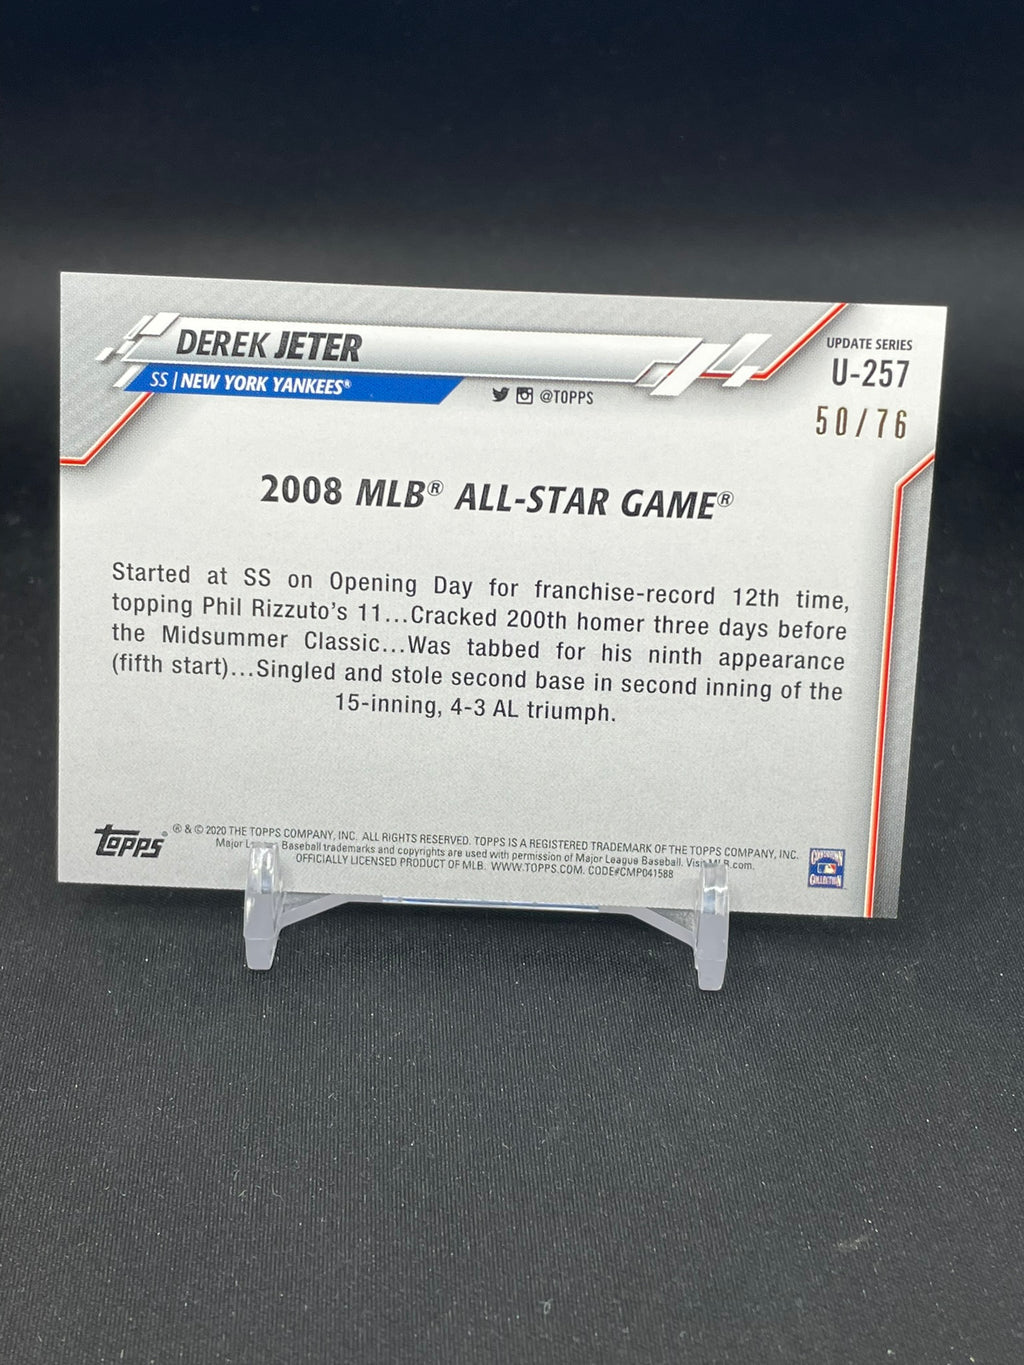 DEREK JETER
SS | NEW YORK YANKEES®
@TOPPS
UPDATE SERIES
U-257
50/76
2008 MLB® ALL-STAR GAME®
Started at SS on Opening Day for franchise-record 12th time,
topping Phil Rizzuto's 11...Cracked 200th homer three days before
the Midsummer Classic...Was tabbed for his ninth appearance
(fifth start)...Singled and stole second base in second inning of the
15-inning, 4-3 AL triumph.
TOPPS®
® & © 2020 THE TOPPS COMPANY, INC. ALL RIGHTS RESERVED. TOPPS IS A REGISTERED TRADEMARK OF THE TOPPS COMPANY, INC.
Major Baseball trademarks and copyrights are used with permission of Major League Baseball. Visit .com.
OFFICIALLY LICENSED PRODUCT OF MLB. WWW.TOPPS.COM. CODE#CMP041588
COOPERSTOWN
COLLECTION